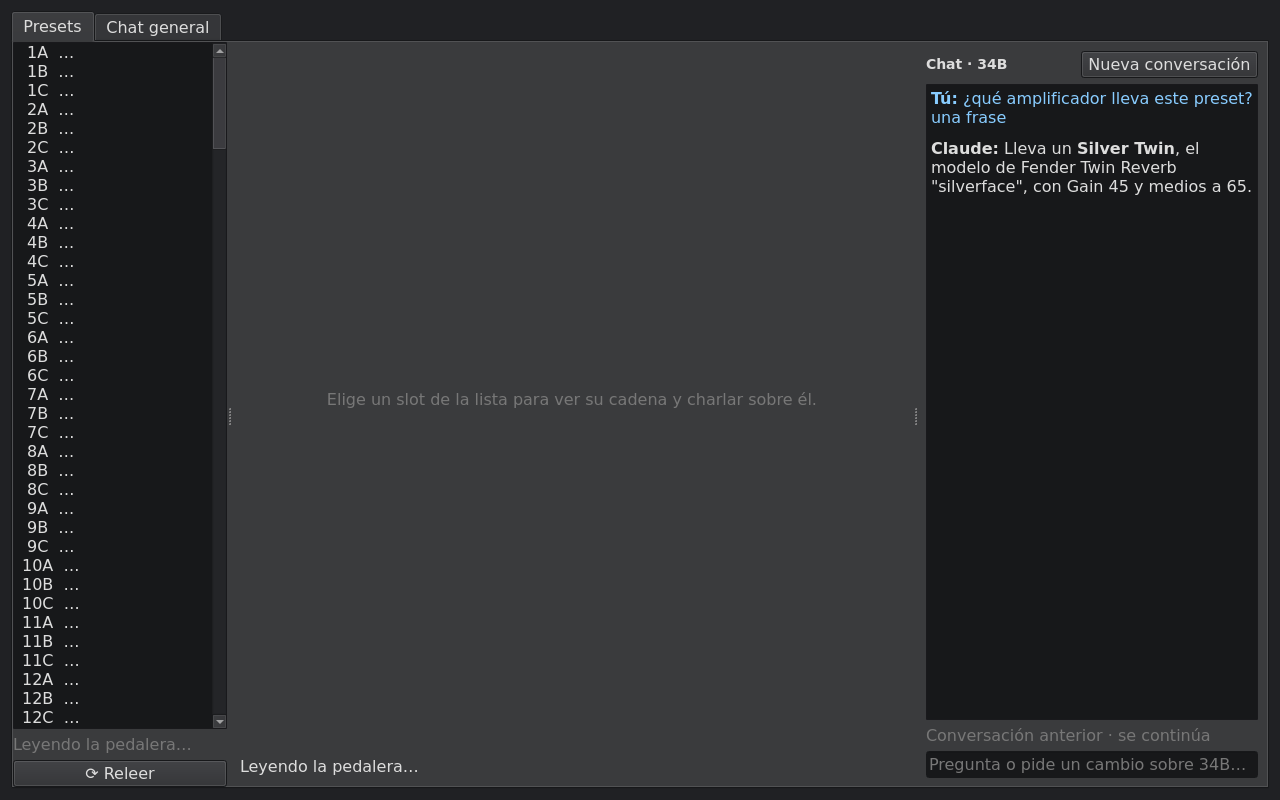 Presets
Chat general
1A ...
1B ...
1C ...
2A ...
2B ...
2C ...
3A ...
3B ...
3C ...
4A ...
4B ...
4C ...
5A ...
5B ...
5C ...
6A ...
6B ...
6C ...
7A ...
7B ...
7C ...
8A ...
8B ...
8C ...
9A ...
9B ...
9C ...
10A ...
10B ...
10C ...
11A ...
11B ...
11C ...
12A ...
12B ...
12C ...
Leyendo la pedalera...
⟳ Releer
Elige un slot de la lista para ver su cadena y charlar sobre él.
Leyendo la pedalera...
Chat · 34B
Nueva conversación
Tú: ¿qué amplificador lleva este preset?
una frase
Claude: Lleva un Silver Twin, el
modelo de Fender Twin Reverb
"silverface", con Gain 45 y medios a 65.
Conversación anterior · se continúa
Pregunta o pide un cambio sobre 34B...